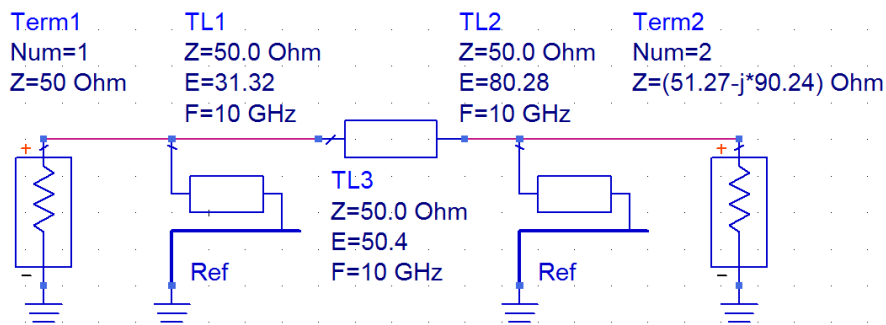 Term1
Num=1
Z=50 Ohm
TL1
Z=50.0 Ohm
E=31.32
F=10 GHz
TL2
Z=50.0 Ohm
E=80.28
F=10 GHz
Term2
Num=2
Z=(51.27-j*90.24) Ohm
+
-
Ref
TL3
Z=50.0 Ohm
E=50.4
F=10 GHz
Ref
+
-